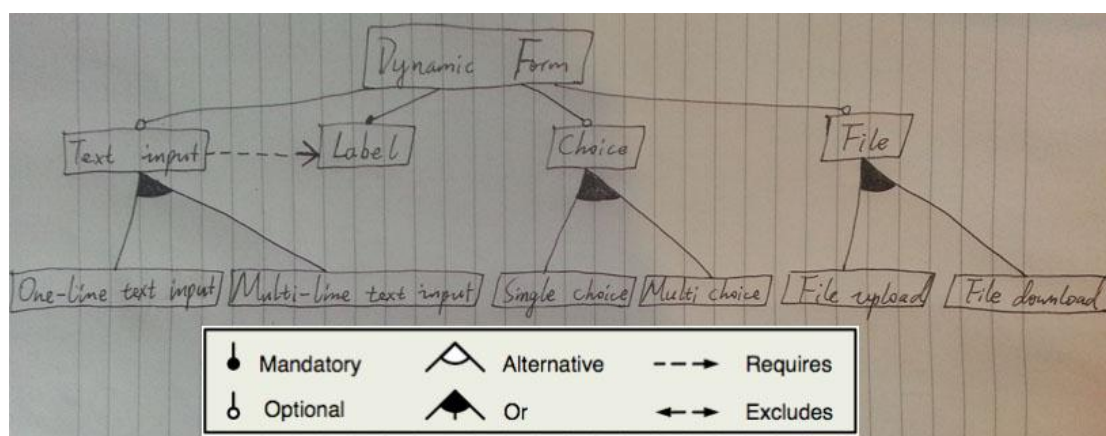 Dynamic Form
Text input
Label
Choice
File
One-line text input
Multi-line text input
Single choice
Multi choice
File upload
File download
Mandatory
Alternative
Requires
Optional
Or
Excludes